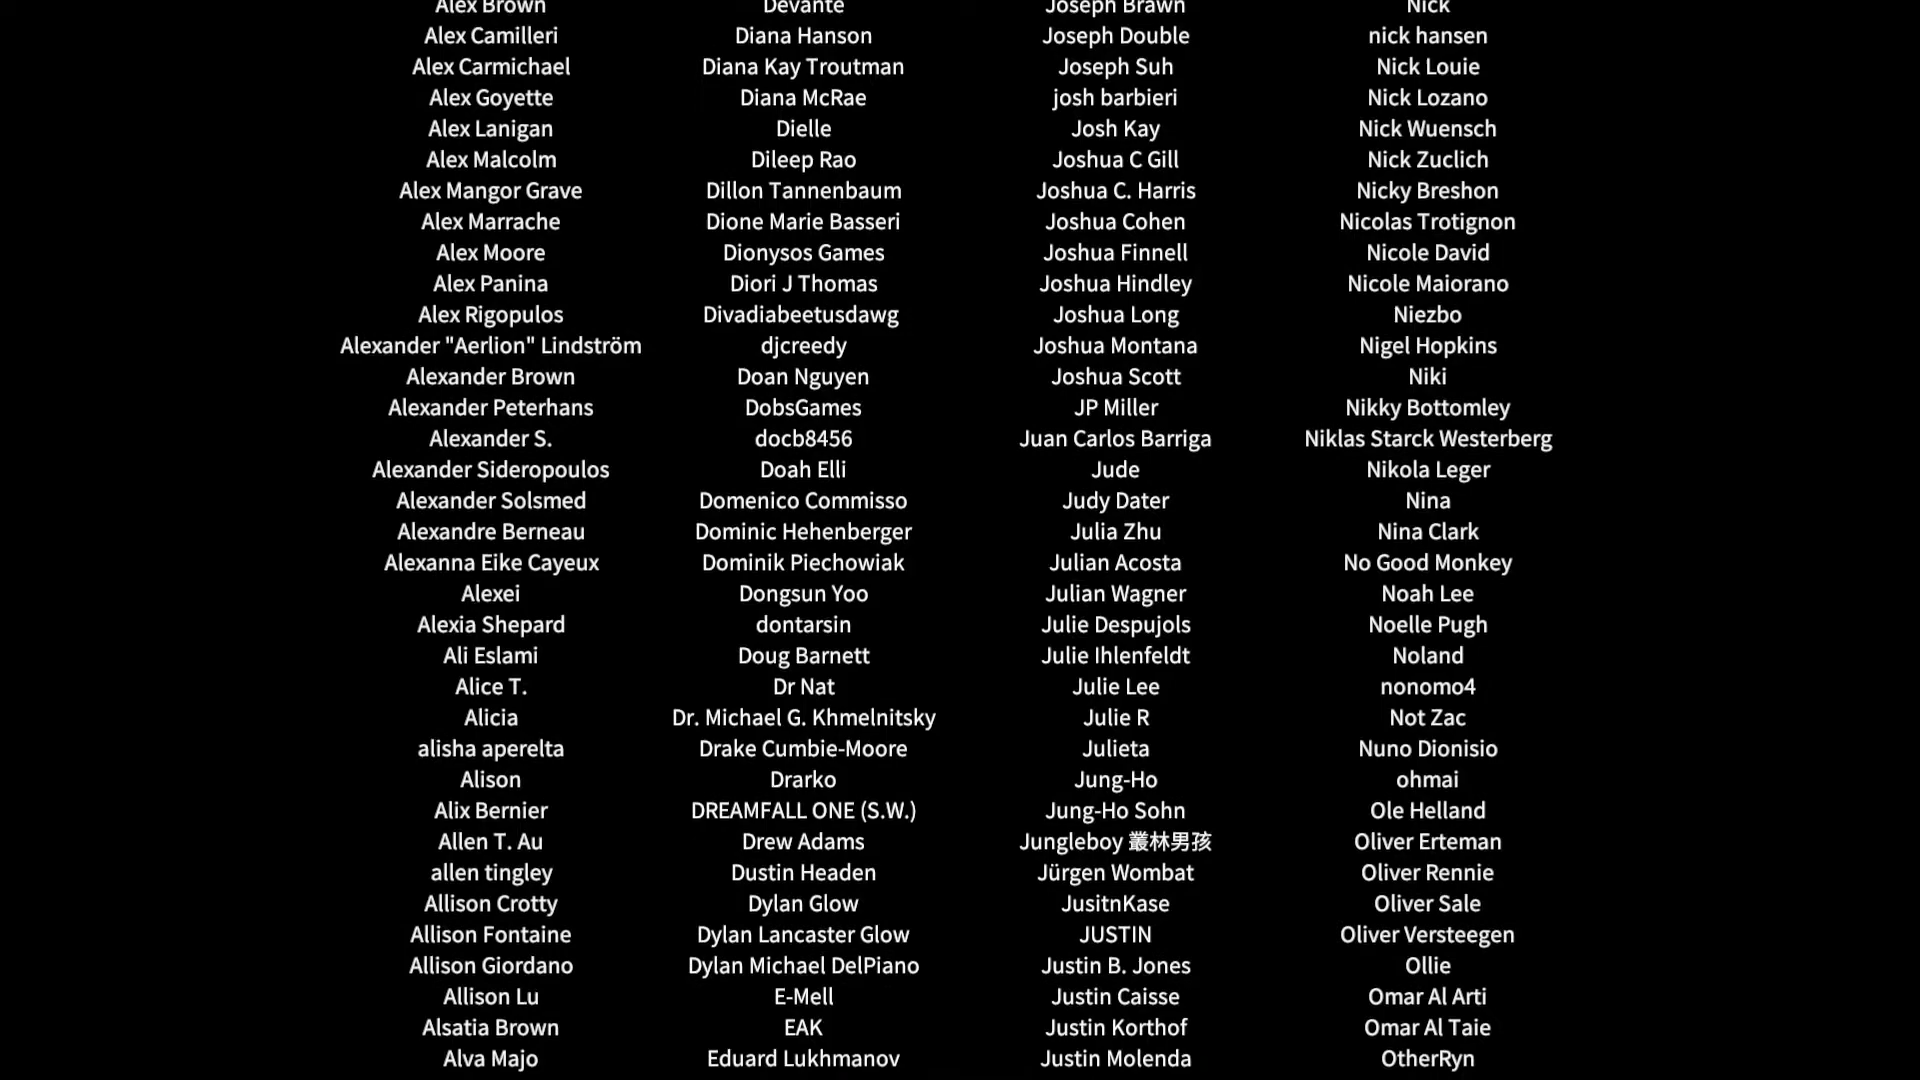 Alex Brown
Alex Camilleri
Alex Carmichael
Alex Goyette
Alex Lanigan
Alex Malcolm
Alex Mangor Grave
Alex Marrache
Alex Moore
Alex Panina
Alex Rigopulos
Alexander "Aerlion" Lindström
Alexander Brown
Alexander Peterhans
Alexander S.
Alexander Sideropoulos
Alexander Solsmed
Alexandre Berneau
Alexanna Eike Cayeux
Alexei
Alexia Shepard
Ali Eslami
Alice T.
Alicia
alisha aperelta
Alison
Alix Bernier
Allen T. Au
allen tingley
Allison Crotty
Allison Fontaine
Allison Giordano
Allison Lu
Alsatia Brown
Alva Majo
Devante
Diana Hanson
Diana Kay Troutman
Diana McRae
Dielle
Dileep Rao
Dillon Tannenbaum
Dione Marie Basseri
Dionysos Games
Diori J Thomas
Divadiabeetusdawg
djcreedy
Doan Nguyen
DobsGames
docb8456
Doah Elli
Domenico Commisso
Dominic Hehenberger
Dominik Piechowiak
Dongsun Yoo
dontarsin
Doug Barnett
Dr Nat
Dr. Michael G. Khmelnitsky
Drake Cumbie-Moore
Drarko
DREAMFALL ONE (S.W.)
Drew Adams
Dustin Headen
Dylan Glow
Dylan Lancaster Glow
Dylan Michael DelPiano
E-Mell
EAK
Eduard Lukhmanov
Joseph Brawn
Joseph Double
Joseph Suh
josh barbieri
Josh Kay
Joshua C Gill
Joshua C. Harris
Joshua Cohen
Joshua Finnell
Joshua Hindley
Joshua Long
Joshua Montana
Joshua Scott
JP Miller
Juan Carlos Barriga
Jude
Judy Dater
Julia Zhu
Julian Acosta
Julian Wagner
Julie Despujols
Julie Ihlenfeldt
Julie Lee
Julie R
Julieta
Jung-Ho
Jung-Ho Sohn
Jungleboy 叢林男孩
Jürgen Wombat
JusitnKase
JUSTIN
Justin B. Jones
Justin Caisse
Justin Korthof
Justin Molenda
Nick
nick hansen
Nick Louie
Nick Lozano
Nick Wuensch
Nick Zuclich
Nicky Breshon
Nicolas Trotignon
Nicole David
Nicole Maiorano
Niezbo
Nigel Hopkins
Niki
Nikky Bottomley
Niklas Starck Westerberg
Nikola Leger
Nina
Nina Clark
No Good Monkey
Noah Lee
Noelle Pugh
Noland
nonomo4
Not Zac
Nuno Dionisio
ohmai
Ole Helland
Oliver Erteman
Oliver Rennie
Oliver Sale
Oliver Versteegen
Ollie
Omar Al Arti
Omar Al Taie
OtherRyn